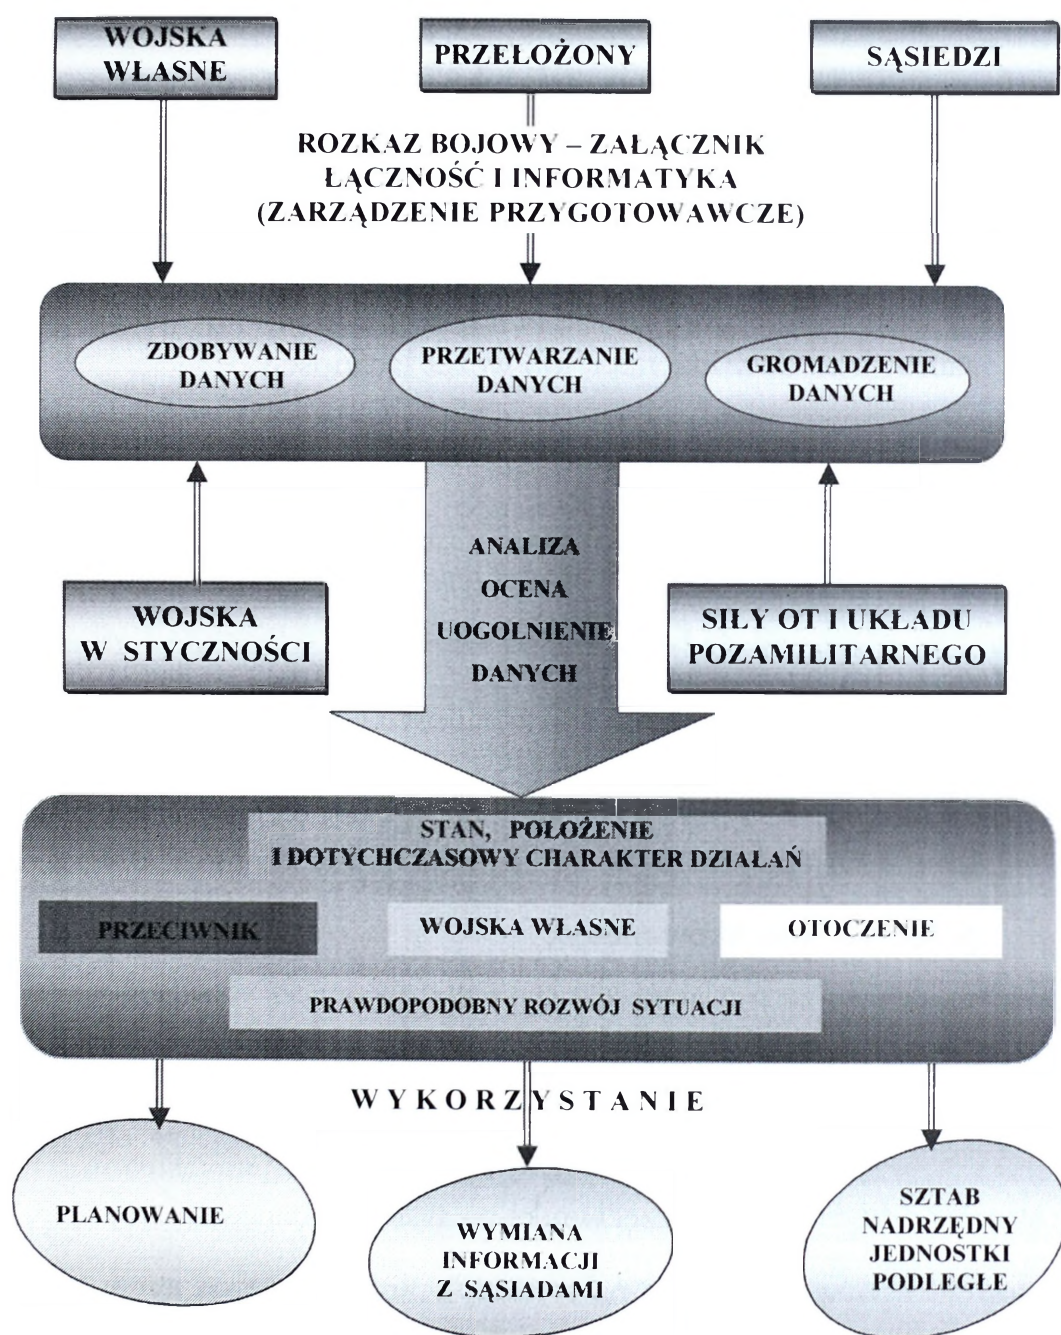 WOJSKA
WŁASNE
PRZEŁOŻONY
SĄSIEDZI
ROZKAZ BOJOWY – ZAŁĄCZNIK
ŁĄCZNOŚĆ I INFORMATYKA
(ZARZĄDZENIE PRZYGOTOWAWCZE)
ZDOBYWANIE
DANYCH
PRZETWARZANIE
DANYCH
GROMADZENIE
DANYCH
ANALIZA
OCENA
UOGOLNIENIE
DANYCH
WOJSKA
W STYCZNOŚCI
SIŁY OT I UKŁADU
POZAMILITARNEGO
STAN, POŁOŻENIE
I DOTYCHCZASOWY CHARAKTER DZIAŁAŃ
PRZECIWNIK
WOJSKA WŁASNE
OTOCZENIE
PRAWDOPODOBNY ROZWÓJ SYTUACJI
WYKORZYSTANIE
PLANOWANIE
WYMIANA
INFORMACJI
Z SĄSIADAMI
SZTAB
NADRZĘDNY
JEDNOSTKI
PODLEGŁE